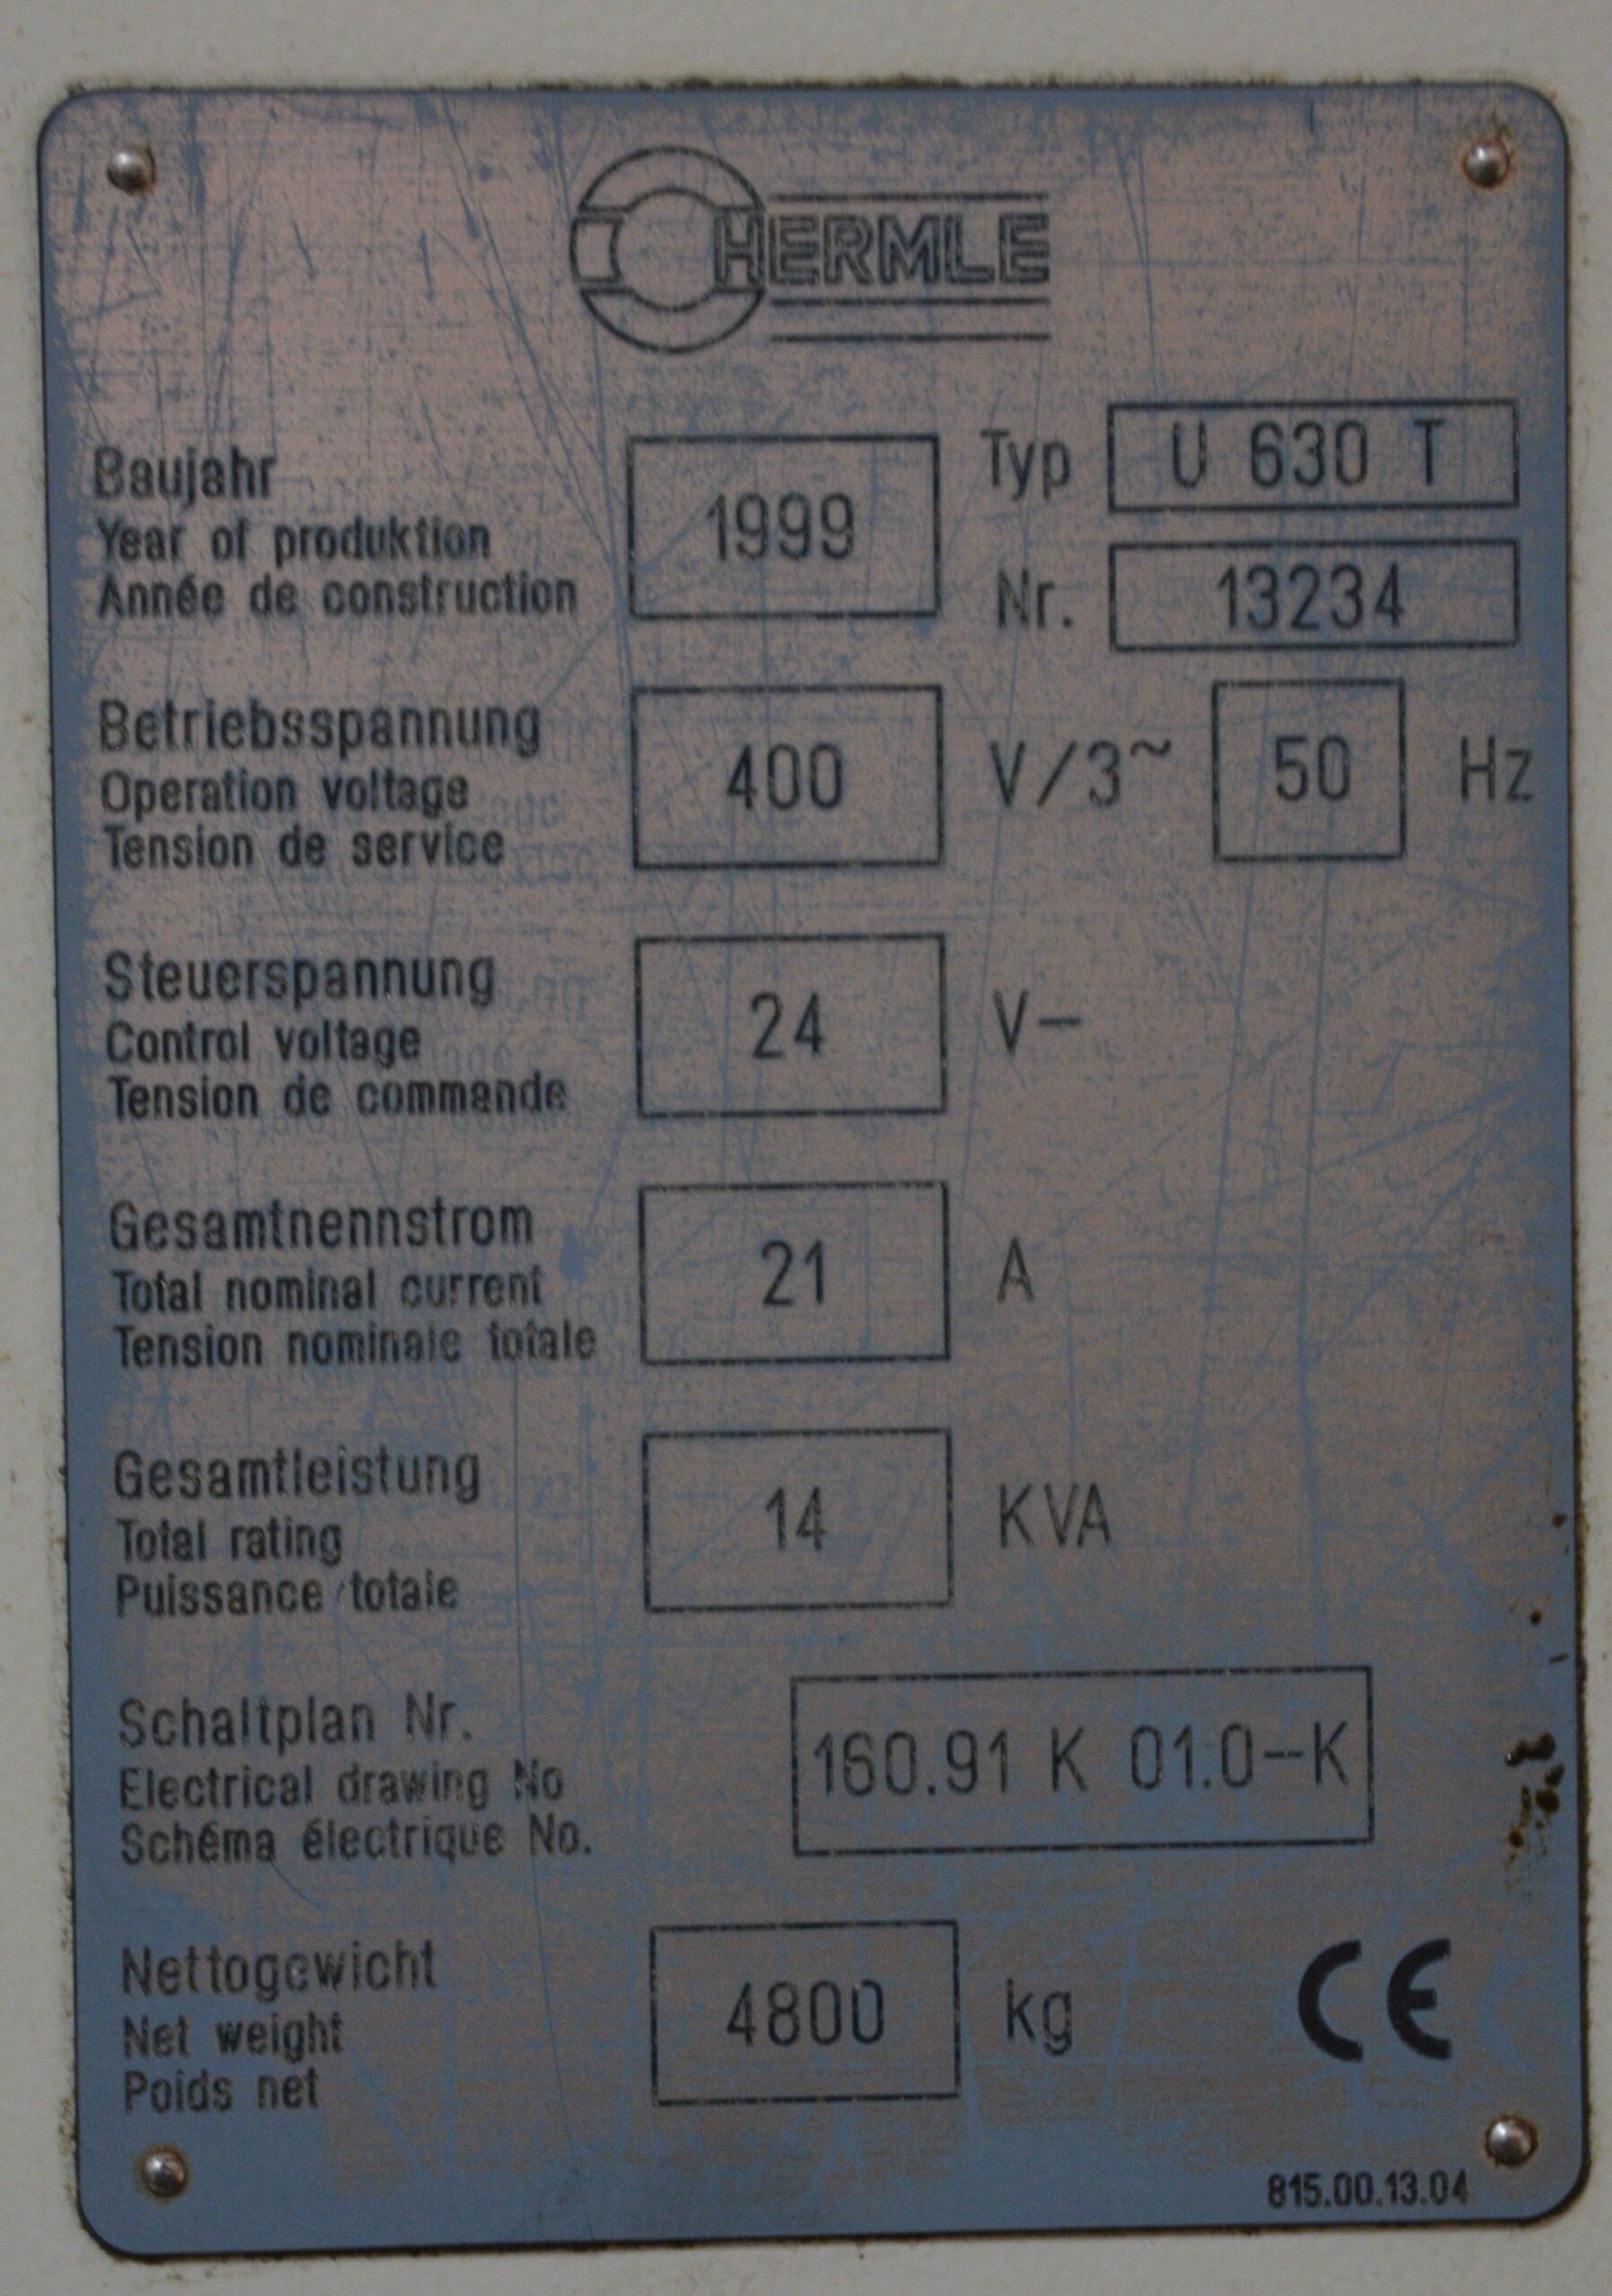 HERMLE
Baujahr
Year of produktion
Année de construction
1999
Typ U 630 T
Nr. 13234
Betriebsspannung
Operation voltage
Tension de service
400 V/3~ 50 Hz
Steuerspannung
Control voltage
Tension de commande
24 V–
Gesamtnennstrom
Total nominal current
Tension nominale totale
21 A
Gesamtleistung
Total rating
Puissance totale
14 KVA
Schaltplan Nr.
Electrical drawing No
Schéma électrique No.
160.91 K 01.0--K
Nettogewicht
Net weight
Poids net
4800 kg
CE
815.00.13.04